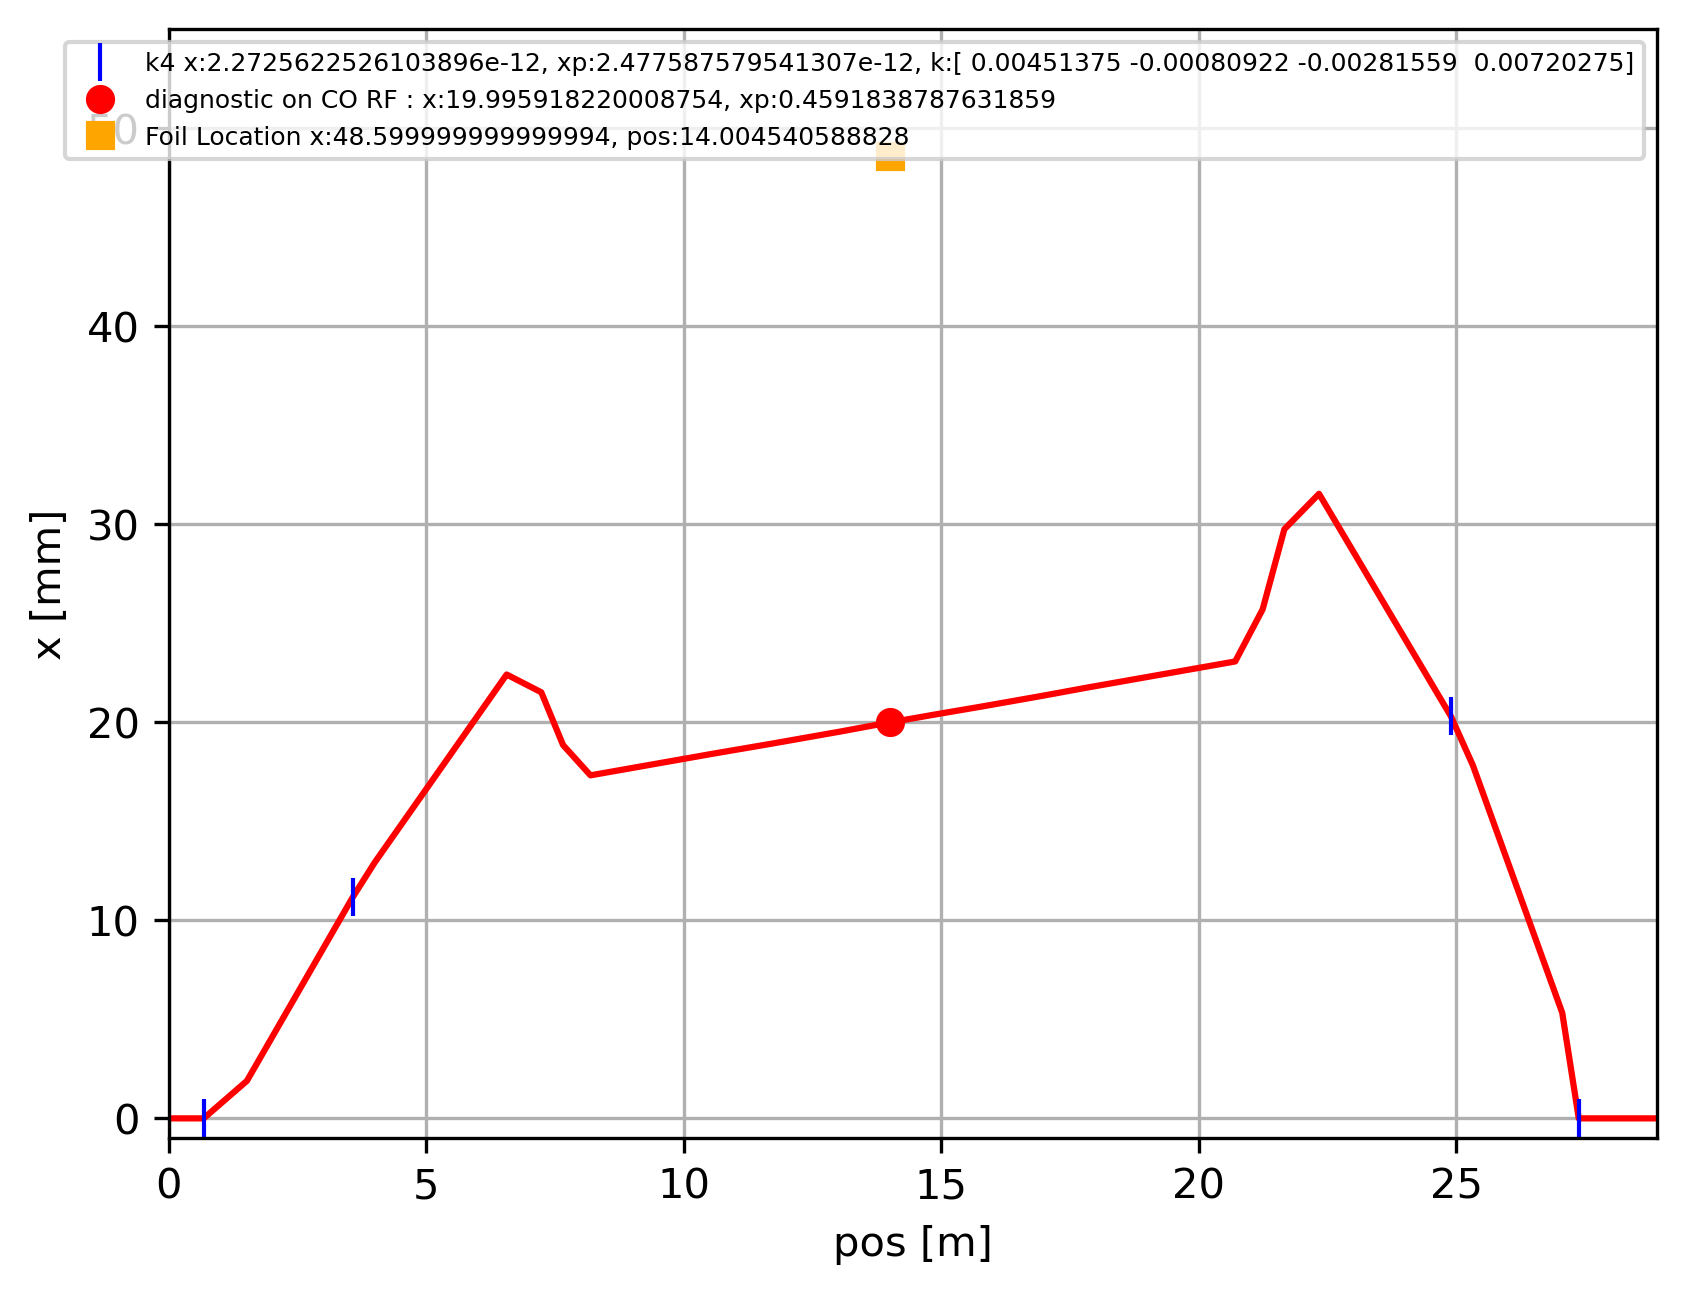 k4 x:2.2725622526103896e-12, xp:2.477587579541307e-12, k:[ 0.00451375 -0.00080922 -0.00281559  0.00720275]
diagnostic on CO RF : x:19.995918220008754, xp:0.4591838787631859
Foil Location x:48.599999999999994, pos:14.004540588828
50
40
30
20
10
0
x [mm]
0 5 10 15 20 25
pos [m]